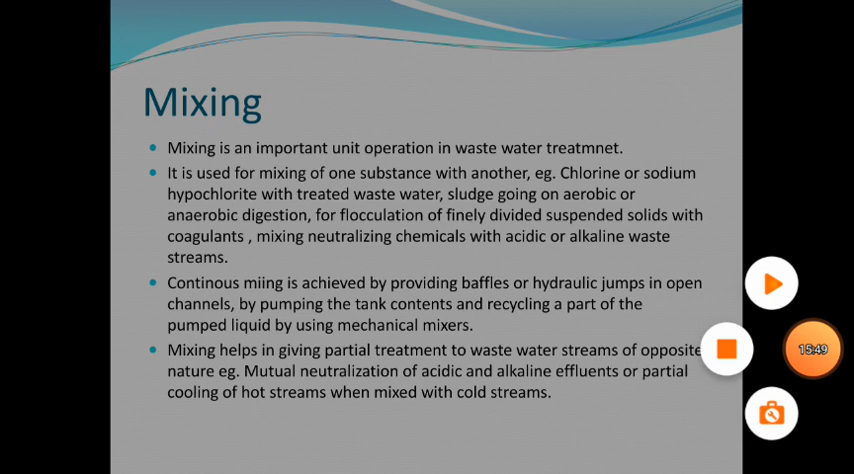 Mixing
Mixing is an important unit operation in waste water treatmnet.
It is used for mixing of one substance with another, eg. Chlorine or sodium
hypochlorite with treated waste water, sludge going on aerobic or
anaerobic digestion, for flocculation of finely divided suspended solids with
coagulants , mixing neutralizing chemicals with acidic or alkaline waste
streams.
Continous miing is achieved by providing baffles or hydraulic jumps in open
channels, by pumping the tank contents and recycling a part of the
pumped liquid by using mechanical mixers.
Mixing helps in giving partial treatment to waste water streams of opposite
nature eg. Mutual neutralization of acidic and alkaline effluents or partial
cooling of hot streams when mixed with cold streams.
15:49